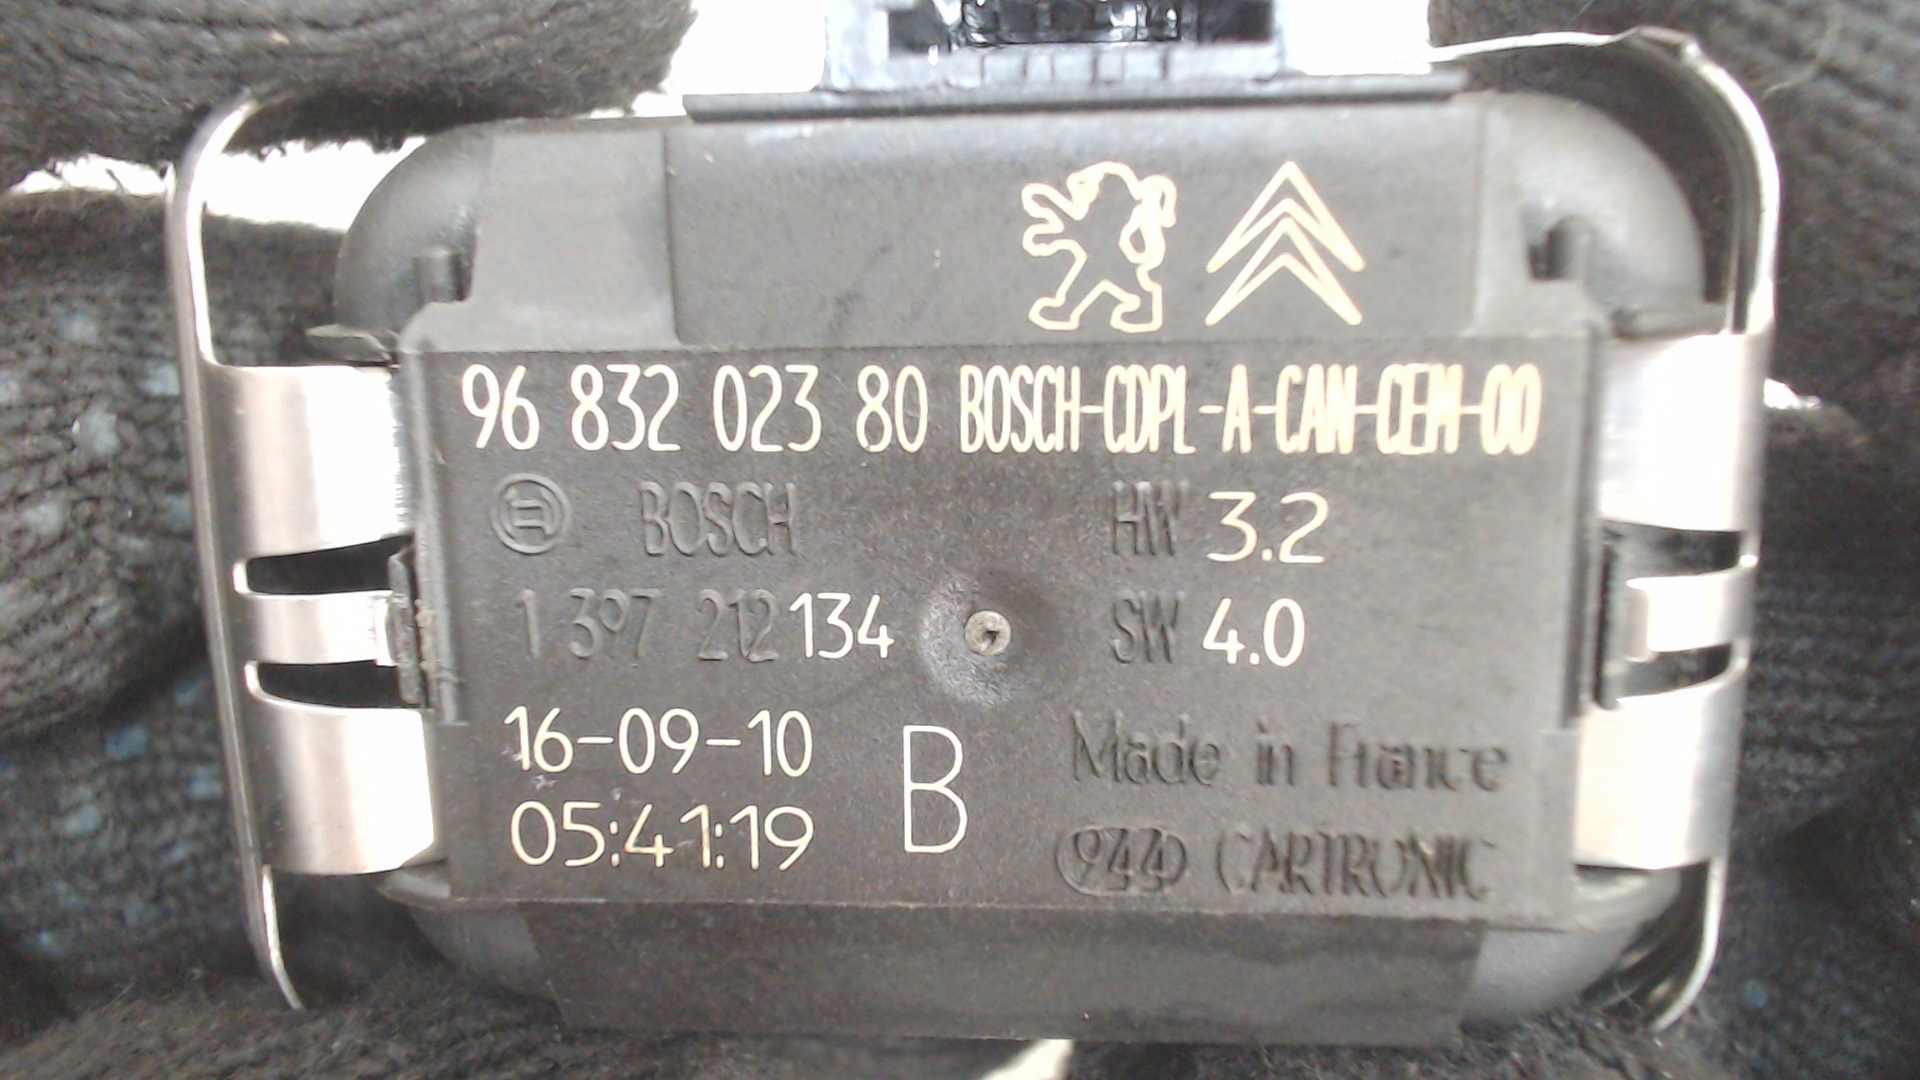 96 832 023 80 BOSCH-CDPL-A-CAN-CEM-00
BOSCH HW 3.2
1 397 212 134 SW 4.0
16-09-10 B Made in France
05:41:19 944 CARTRONIC